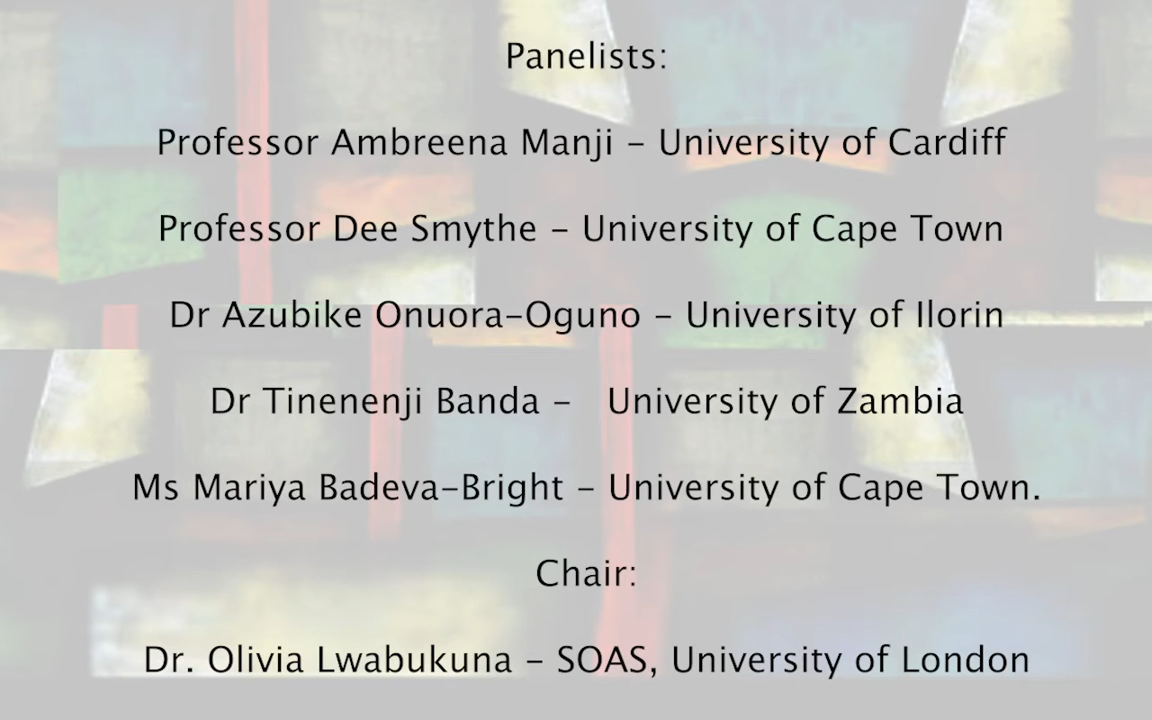 Panelists:
Professor Ambreena Manji – University of Cardiff
Professor Dee Smythe – University of Cape Town
Dr Azubike Onuora-Oguno – University of Ilorin
Dr Tinenenji Banda – University of Zambia
Ms Mariya Badeva-Bright – University of Cape Town.
Chair:
Dr. Olivia Lwabukuna – SOAS, University of London